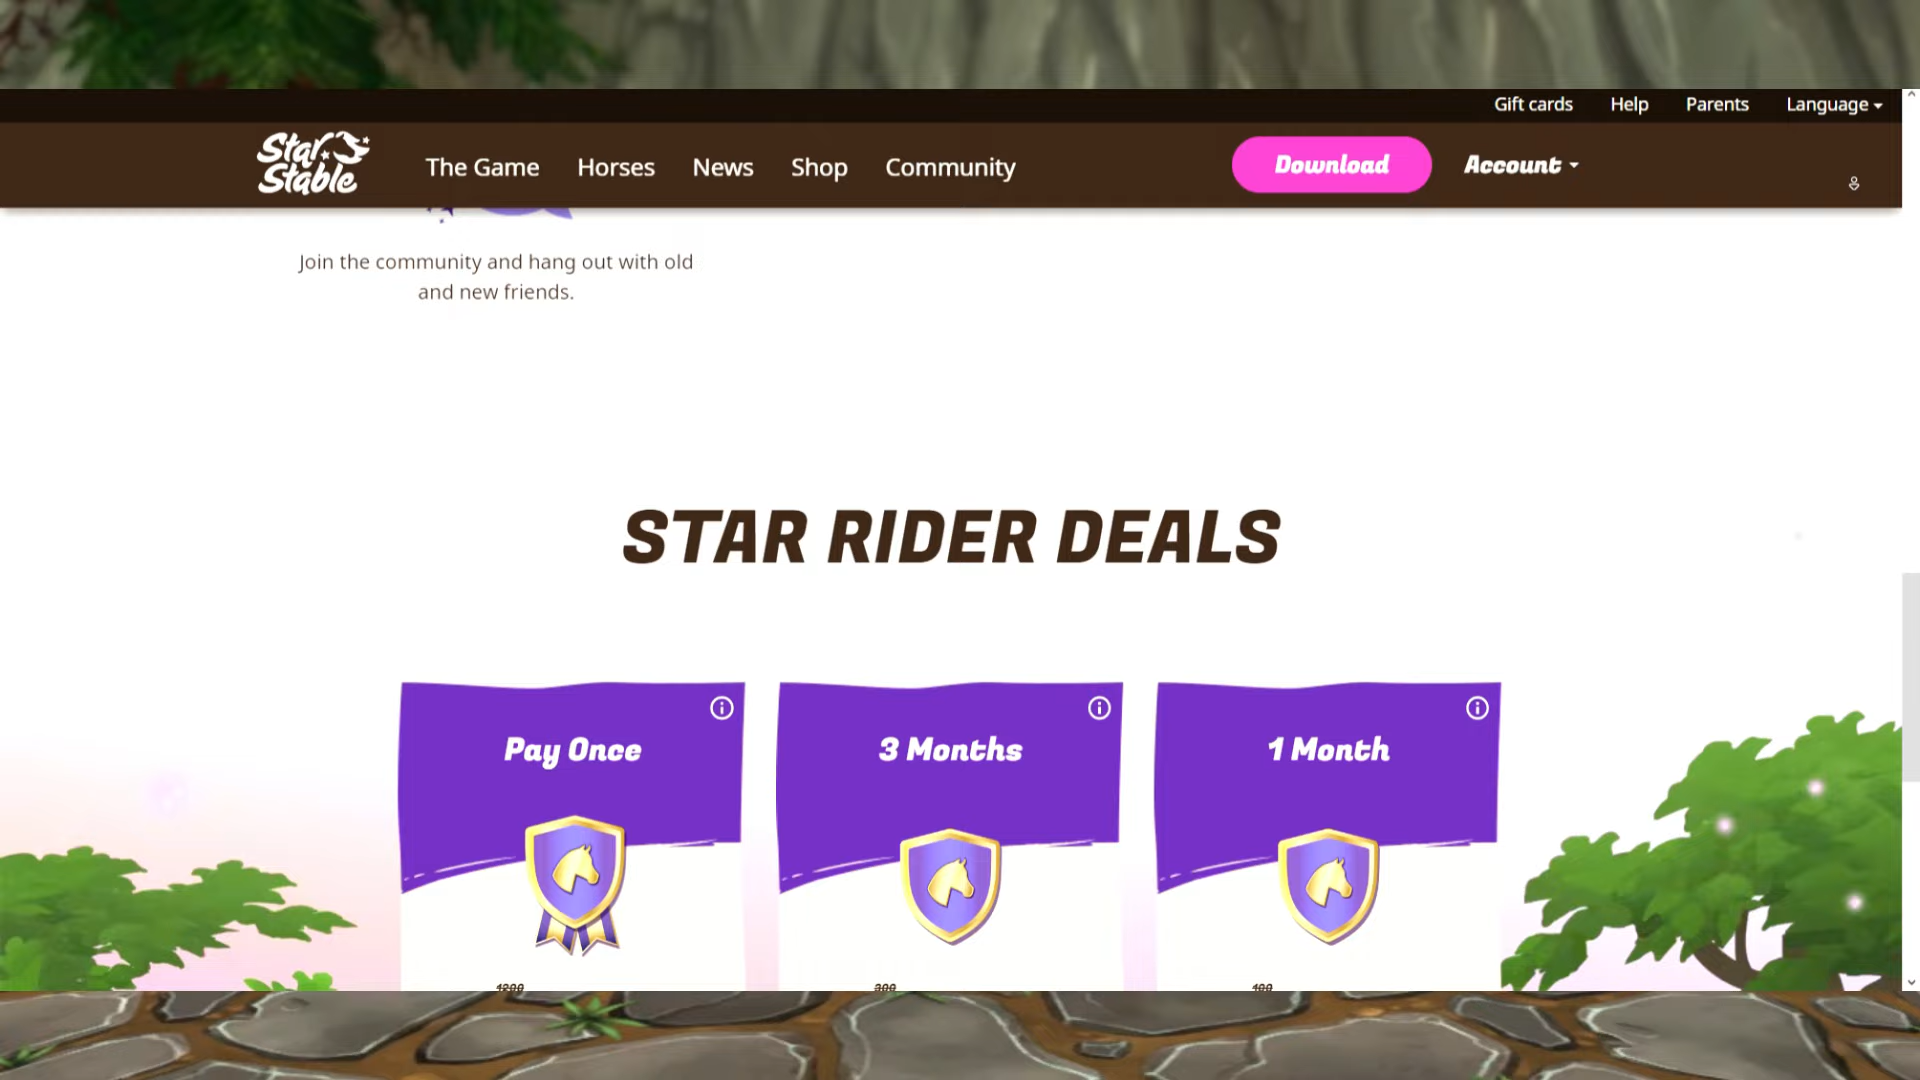 Gift cards Help Parents Language
Star Stable
The Game Horses News Shop Community
Download Account
Join the community and hang out with old
and new friends.
STAR RIDER DEALS
Pay Once
3 Months
1 Month